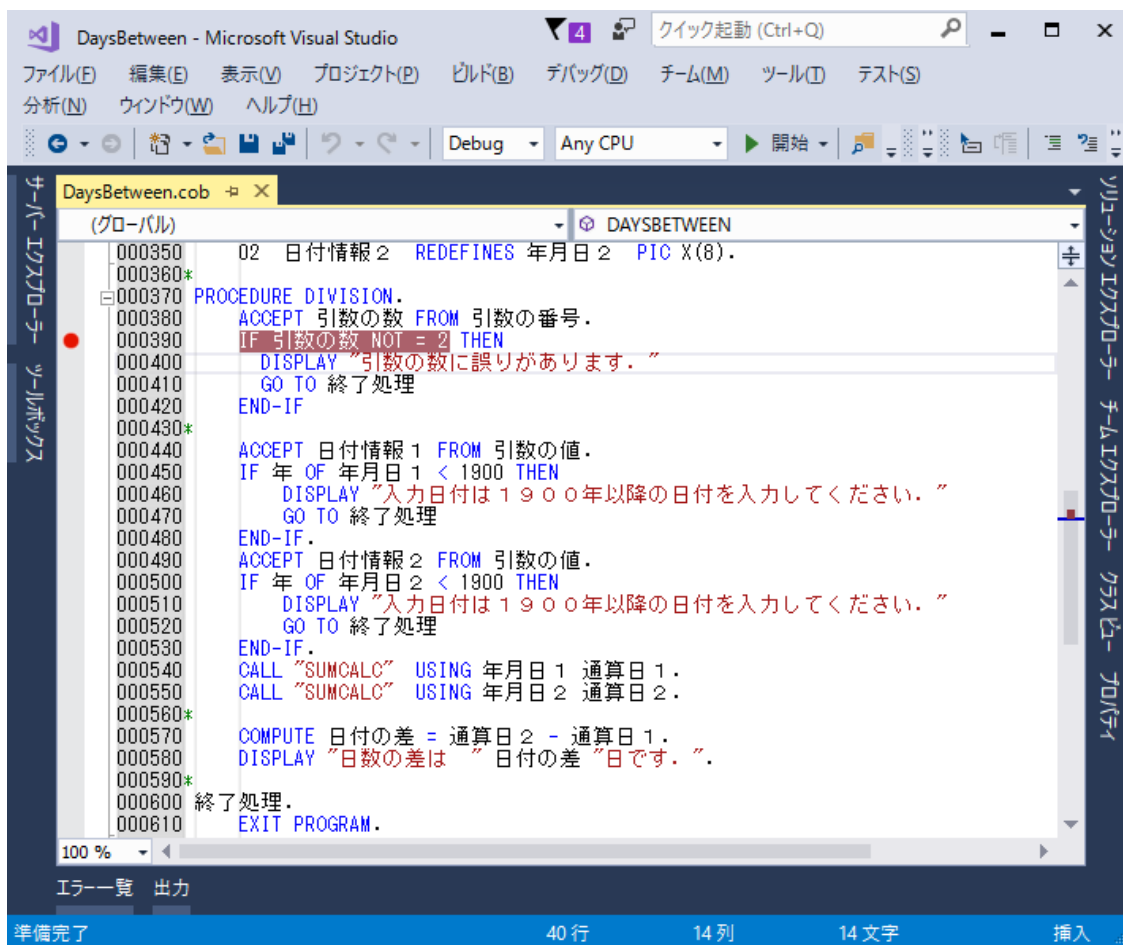 DaysBetween - Microsoft Visual Studio
4
クイック起動 (Ctrl+Q)
ファイル(F) 編集(E) 表示(V) プロジェクト(P) ビルド(B) デバッグ(D) チーム(M) ツール(T) テスト(S)
分析(N) ウィンドウ(W) ヘルプ(H)
Debug Any CPU 開始
サーバー エクスプローラー
ツールボックス
DaysBetween.cob
(グローバル) DAYSBETWEEN
000350     02  日付情報２  REDEFINES 年月日２  PIC X(8).
000360*
000370 PROCEDURE DIVISION.
000380     ACCEPT 引数の数 FROM 引数の番号.
000390     IF 引数の数 NOT = 2 THEN
000400       DISPLAY "引数の数に誤りがあります．"
000410       GO TO 終了処理
000420     END-IF
000430*
000440     ACCEPT 日付情報１ FROM 引数の値.
000450     IF 年 OF 年月日１ < 1900 THEN
000460         DISPLAY "入力日付は１９００年以降の日付を入力してください．"
000470         GO TO 終了処理
000480     END-IF.
000490     ACCEPT 日付情報２ FROM 引数の値.
000500     IF 年 OF 年月日２ < 1900 THEN
000510         DISPLAY "入力日付は１９００年以降の日付を入力してください．"
000520         GO TO 終了処理
000530     END-IF.
000540     CALL "SUMCALC"  USING 年月日１ 通算日１.
000550     CALL "SUMCALC"  USING 年月日２ 通算日２.
000560*
000570     COMPUTE 日付の差 = 通算日２ - 通算日１.
000580     DISPLAY "日数の差は　" 日付の差 "日です．".
000590*
000600 終了処理.
000610     EXIT PROGRAM.
ソリューション エクスプローラー
チーム エクスプローラー
クラス ビュー
プロパティ
100 %
エラー一覧 出力
準備完了 40 行 14 列 14 文字 挿入